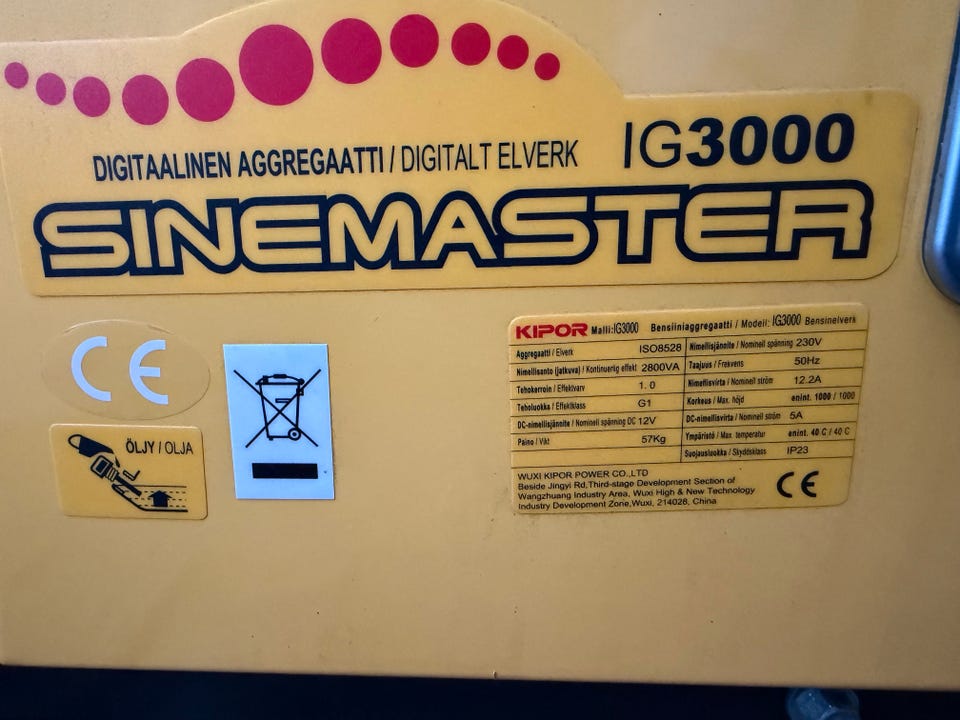 DIGITAALINEN AGGREGAATTI / DIGITALT ELVERK IG3000
SINEMASTER
CE
ÖLJY / OLJA
KIPOR Malli:IG3000 Bensiiniaggregaatti / Modell: IG3000 Bensinelverk
Aggregaatti / Elverk ISO8528
Nimellisanto (jatkuva) / Kontinuerlig effekt 2800VA
Tehokerroin / Effektvarv 1.0
Teholuokka / Effektklass G1
DC-nimellisjännite / Nominell spänning DC 12V
Paino / Vikt 57Kg
Nimellisjännite / Nominell spänning 230V
Taajuus / Frekvens 50Hz
Nimellisvirta / Nominell ström 12.2A
Korkeus / Max. höjd enint. 1000 / 1000
DC-nimellisvirta / Nominell ström 5A
Ympäristö / Max temperatur enint. 40 C / 40 C
Suojausluokka / Skyddsklass IP23
WUXI KIPOR POWER CO.,LTD
Beside Jingyi Rd,Third-stage Development Section of
Wangzhuang Industry Area, Wuxi High & New Technology
Industry Development Zone,Wuxi, 214028, China
CE